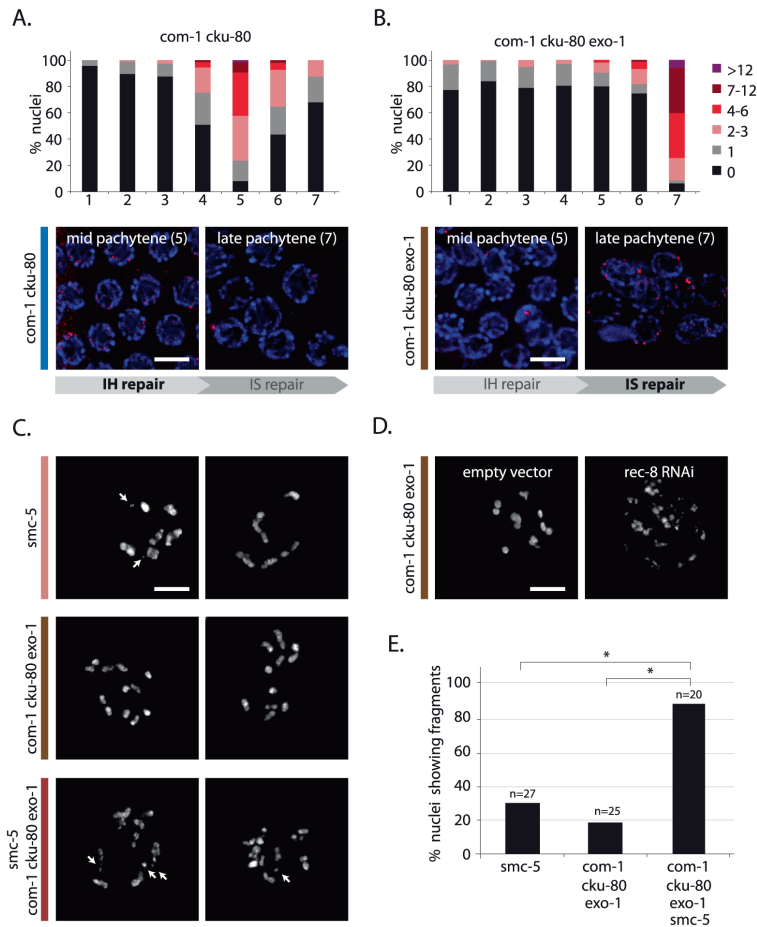 A.
com-1 cku-80
% nuclei
100
80
60
40
20
0
1 2 3 4 5 6 7
com-1 cku-80
mid pachytene (5)
late pachytene (7)
IH repair
IS repair
B.
com-1 cku-80 exo-1
% nuclei
100
80
60
40
20
0
1 2 3 4 5 6 7
>12
7-12
4-6
2-3
1
0
com-1 cku-80 exo-1
mid pachytene (5)
late pachytene (7)
IH repair
IS repair
C.
smc-5
com-1 cku-80 exo-1
smc-5
com-1 cku-80 exo-1
D.
com-1 cku-80 exo-1
empty vector
rec-8 RNAi
E.
% nuclei showing fragments
100
80
60
40
20
0
*
*
n=27
n=25
n=20
smc-5
com-1
cku-80
exo-1
com-1
cku-80
exo-1
smc-5